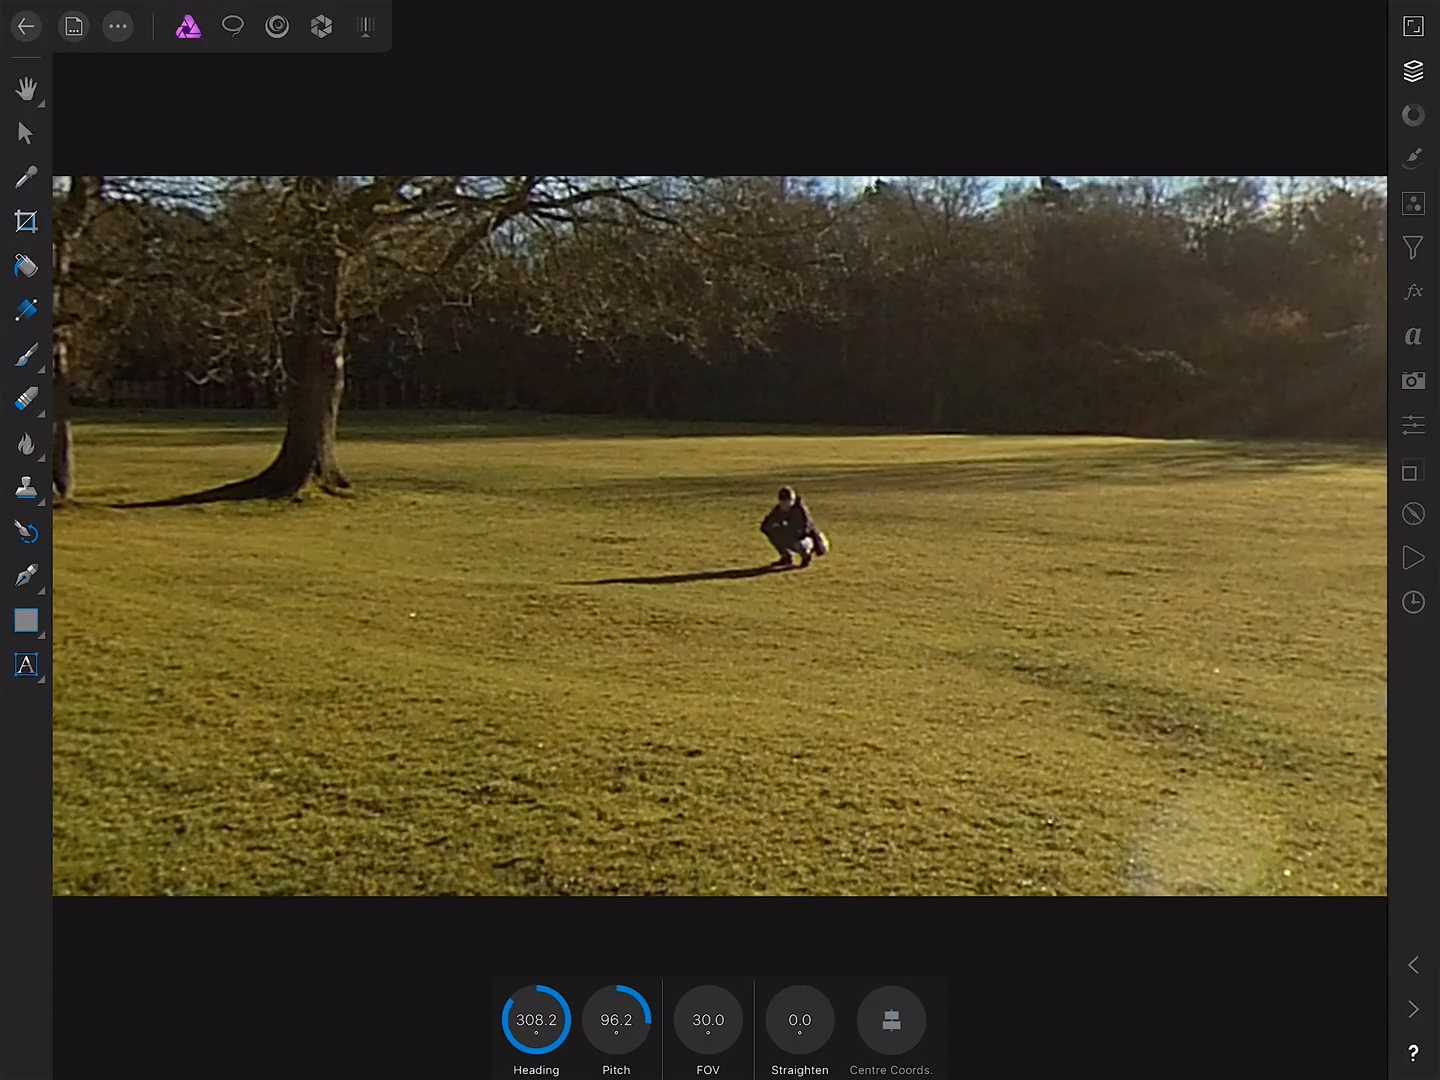 fx
a
A
308.2
°
96.2
°
30.0
°
0.0
°
Heading
Pitch
FOV
Straighten
Centre Coords.
?